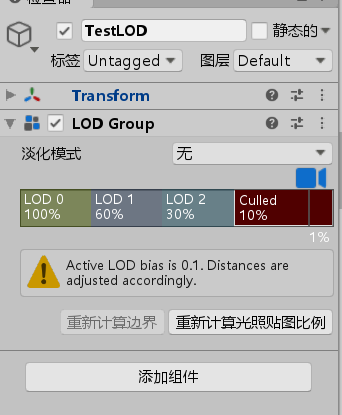 检查器
TestLOD
静态的
标签 Untagged 图层 Default
Transform
LOD Group
淡化模式 无
LOD 0 LOD 1 LOD 2 Culled
100% 60% 30% 10%
1%
Active LOD bias is 0.1. Distances are
adjusted accordingly.
重新计算边界 重新计算光照贴图比例
添加组件